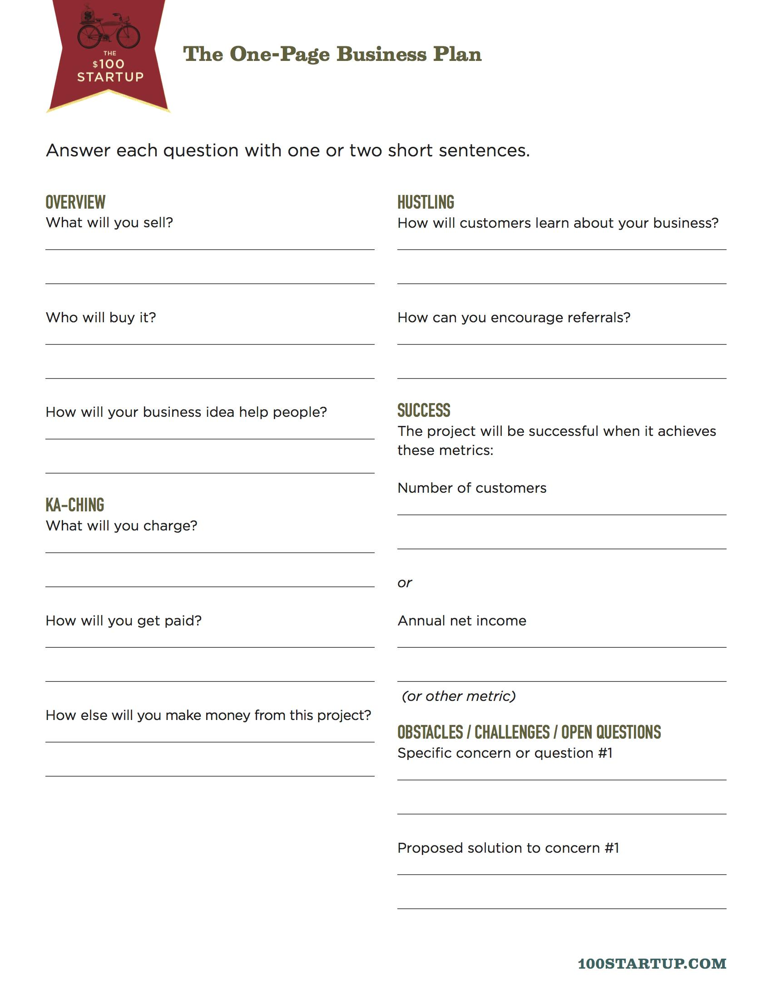 THE
$100
STARTUP
The One-Page Business Plan
Answer each question with one or two short sentences.
OVERVIEW
What will you sell?
Who will buy it?
How will your business idea help people?
KA-CHING
What will you charge?
How will you get paid?
How else will you make money from this project?
HUSTLING
How will customers learn about your business?
How can you encourage referrals?
SUCCESS
The project will be successful when it achieves
these metrics:
Number of customers
or
Annual net income
(or other metric)
OBSTACLES / CHALLENGES / OPEN QUESTIONS
Specific concern or question #1
Proposed solution to concern #1
100STARTUP.COM